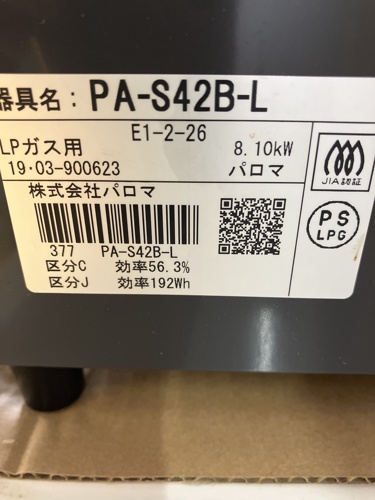 器具名：PA-S42B-L
E1-2-26
LPガス用 8.10kW
19・03-900623 パロマ
株式会社パロマ
JIA認証
PS
LPG
377 PA-S42B-L
区分C 効率56.3%
区分J 効率192Wh